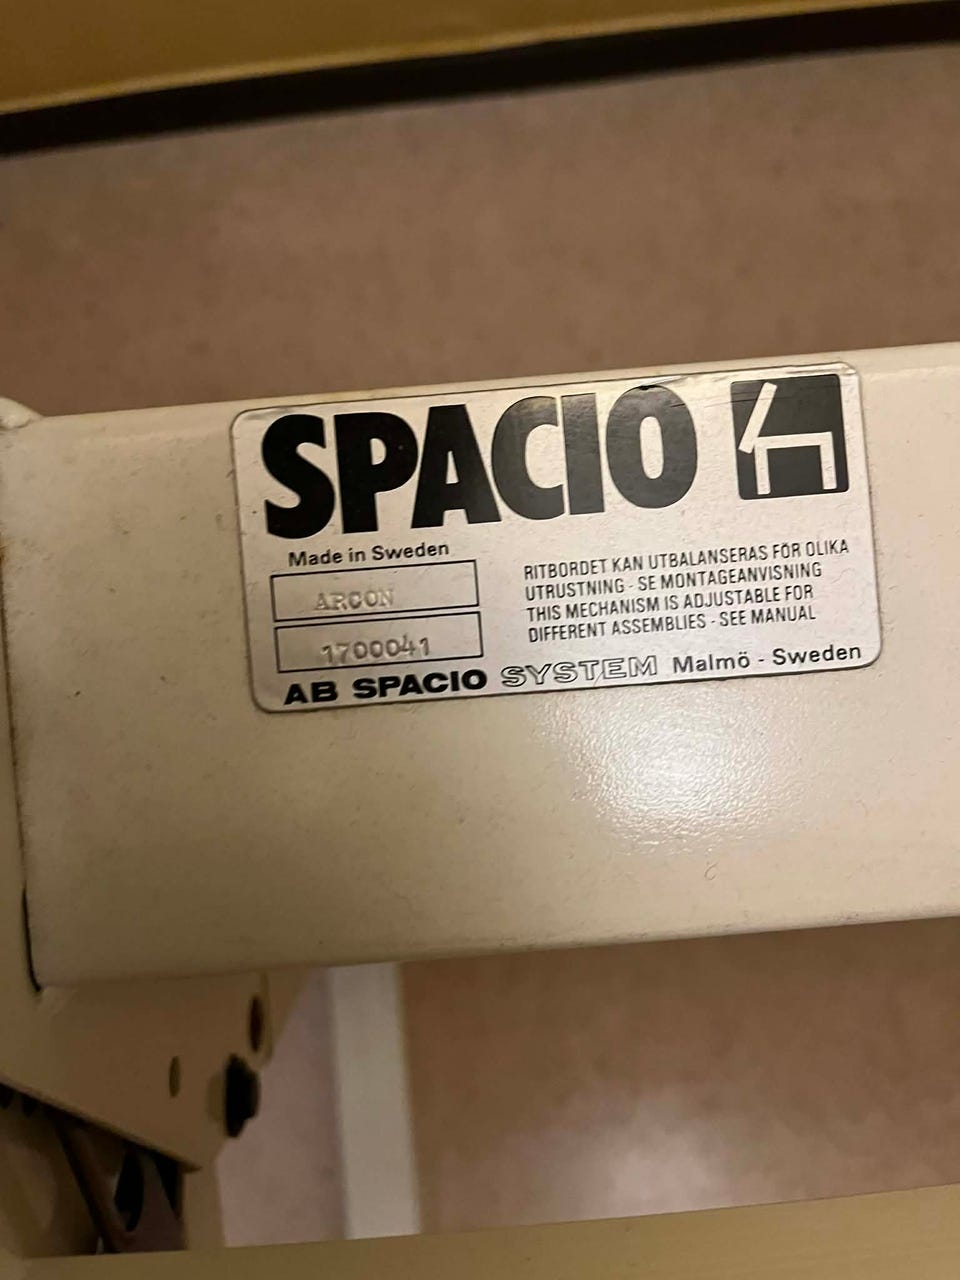 SPACIO
Made in Sweden
ARCON
1700041
RITBORDET KAN UTBALANSERAS FÖR OLIKA
UTRUSTNING - SE MONTAGEANVISNING
THIS MECHANISM IS ADJUSTABLE FOR
DIFFERENT ASSEMBLIES - SEE MANUAL
AB SPACIO SYSTEM Malmö - Sweden